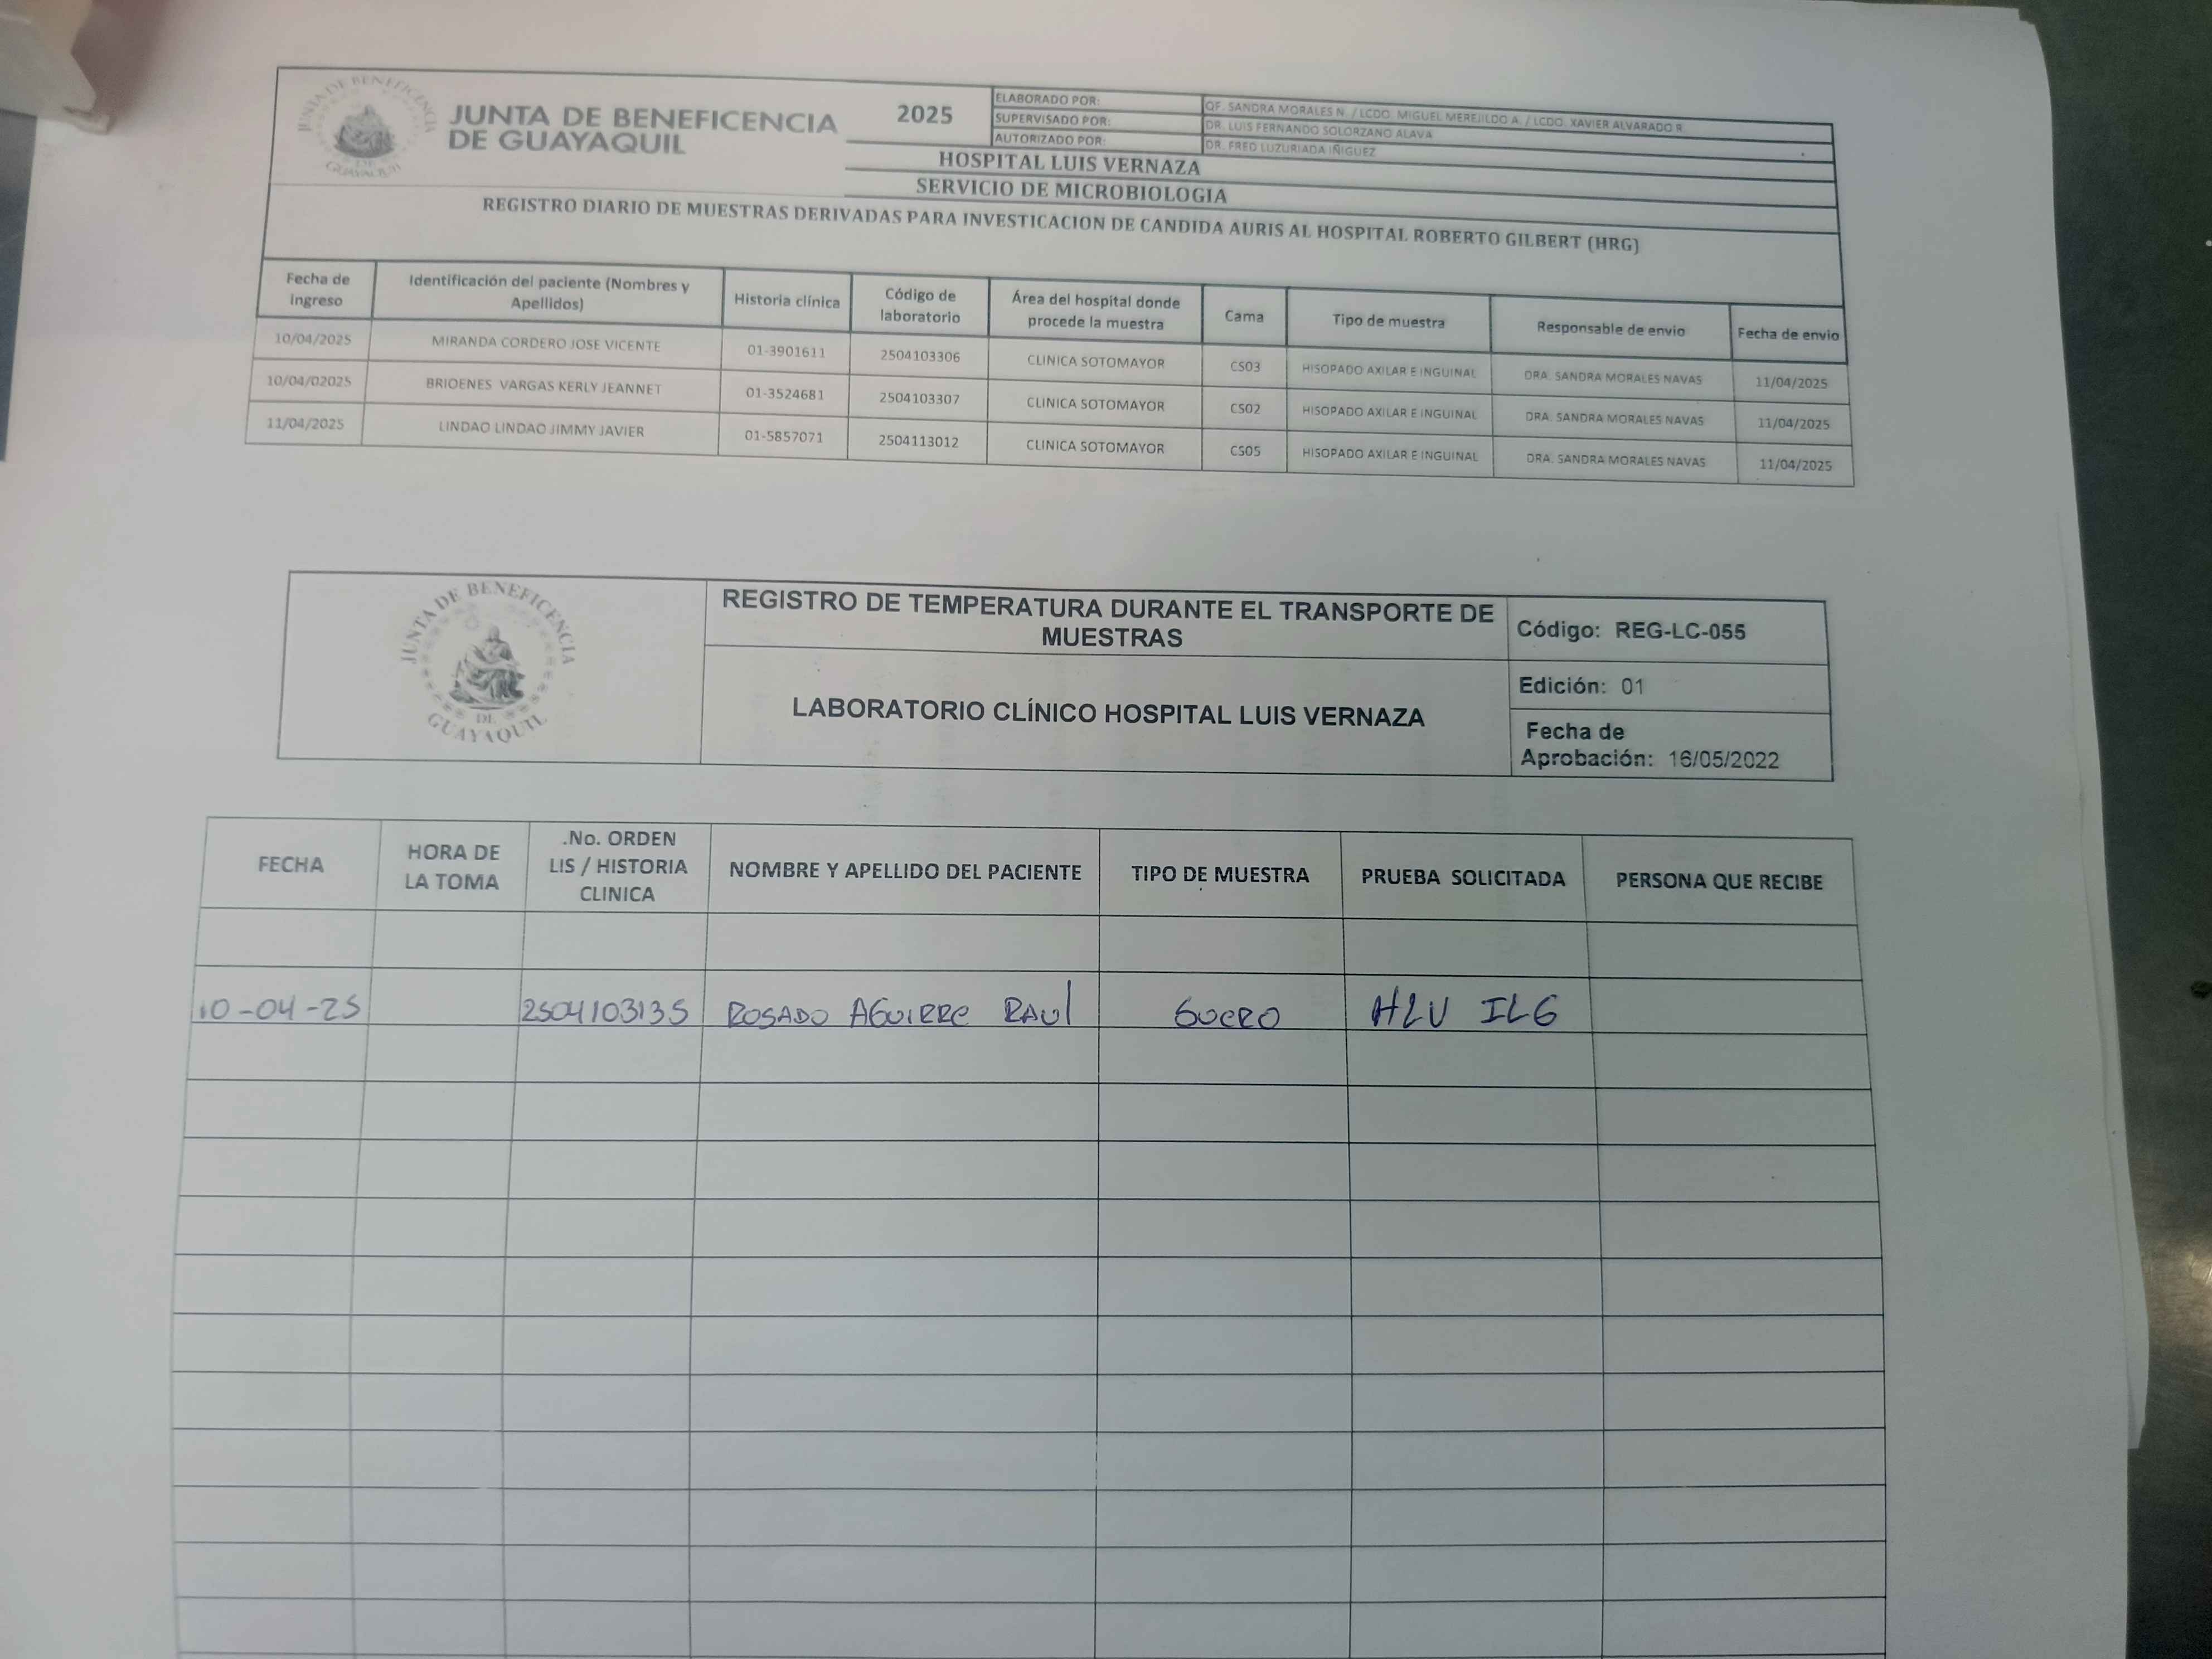 JUNTA DE BENEFICENCIA DE GUAYAQUIL
JUNTA DE BENEFICENCIA
DE GUAYAQUIL
2025
ELABORADO POR: QF. SANDRA MORALES N. / LCDO. MIGUEL MEREJILDO A. / LCDO. XAVIER ALVARADO R
SUPERVISADO POR: DR. LUIS FERNANDO SOLORZANO ALAVA
AUTORIZADO POR: DR. FRED LUZURIADA IÑIGUEZ
HOSPITAL LUIS VERNAZA
SERVICIO DE MICROBIOLOGIA
REGISTRO DIARIO DE MUESTRAS DERIVADAS PARA INVESTICACION DE CANDIDA AURIS AL HOSPITAL ROBERTO GILBERT (HRG)
Fecha de ingreso Identificación del paciente (Nombres y Apellidos) Historia clínica Código de laboratorio Área del hospital donde procede la muestra Cama Tipo de muestra Responsable de envio Fecha de envio
10/04/2025 MIRANDA CORDERO JOSE VICENTE 01-3901611 2504103306 CLINICA SOTOMAYOR CS03 HISOPADO AXILAR E INGUINAL DRA. SANDRA MORALES NAVAS 11/04/2025
10/04/02025 BRIOENES VARGAS KERLY JEANNET 01-3524681 2504103307 CLINICA SOTOMAYOR CS02 HISOPADO AXILAR E INGUINAL DRA. SANDRA MORALES NAVAS 11/04/2025
11/04/2025 LINDAO LINDAO JIMMY JAVIER 01-5857071 2504113012 CLINICA SOTOMAYOR CS05 HISOPADO AXILAR E INGUINAL DRA. SANDRA MORALES NAVAS 11/04/2025
JUNTA DE BENEFICENCIA DE GUAYAQUIL
REGISTRO DE TEMPERATURA DURANTE EL TRANSPORTE DE
MUESTRAS
LABORATORIO CLÍNICO HOSPITAL LUIS VERNAZA
Código: REG-LC-055
Edición: 01
Fecha de
Aprobación: 16/05/2022
FECHA HORA DE LA TOMA .No. ORDEN LIS / HISTORIA CLINICA NOMBRE Y APELLIDO DEL PACIENTE TIPO DE MUESTRA PRUEBA SOLICITADA PERSONA QUE RECIBE
10-04-25 2504103135 ROSADO AGUIRRE RAUl SUERO HLV IL6